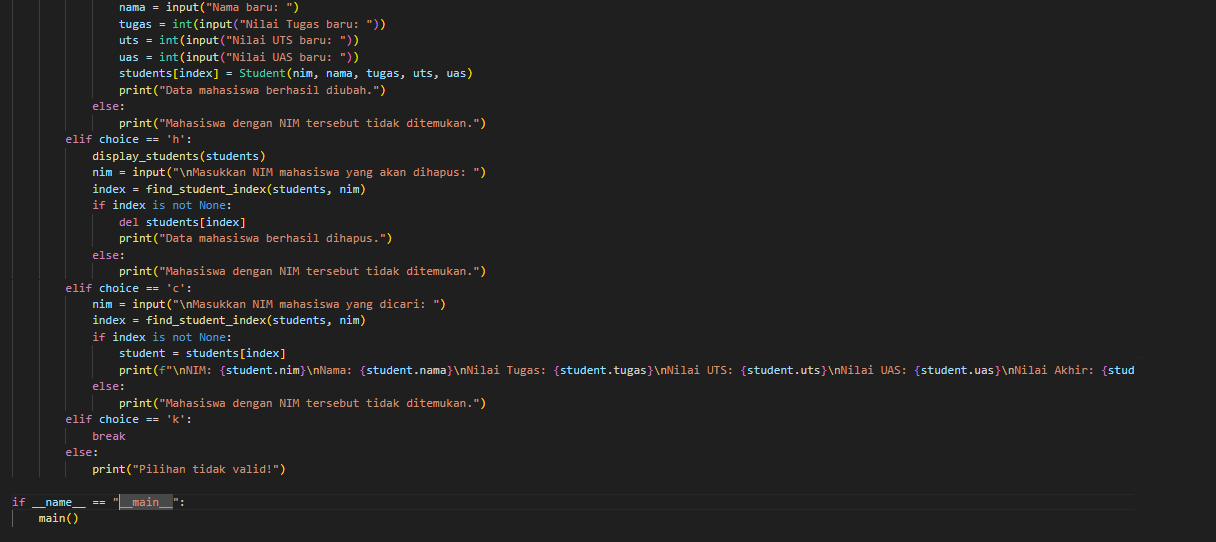 nama = input("Nama baru: ")
tugas = int(input("Nilai Tugas baru: "))
uts = int(input("Nilai UTS baru: "))
uas = int(input("Nilai UAS baru: "))
students[index] = Student(nim, nama, tugas, uts, uas)
print("Data mahasiswa berhasil diubah.")
else:
print("Mahasiswa dengan NIM tersebut tidak ditemukan.")
elif choice == 'h':
display_students(students)
nim = input("\nMasukkan NIM mahasiswa yang akan dihapus: ")
index = find_student_index(students, nim)
if index is not None:
del students[index]
print("Data mahasiswa berhasil dihapus.")
else:
print("Mahasiswa dengan NIM tersebut tidak ditemukan.")
elif choice == 'c':
nim = input("\nMasukkan NIM mahasiswa yang dicari: ")
index = find_student_index(students, nim)
if index is not None:
student = students[index]
print(f"\nNIM: {student.nim}\nNama: {student.nama}\nNilai Tugas: {student.tugas}\nNilai UTS: {student.uts}\nNilai UAS: {student.uas}\nNilai Akhir: {stud
else:
print("Mahasiswa dengan NIM tersebut tidak ditemukan.")
elif choice == 'k':
break
else:
print("Pilihan tidak valid!")
if __name__ == "__main__":
main()